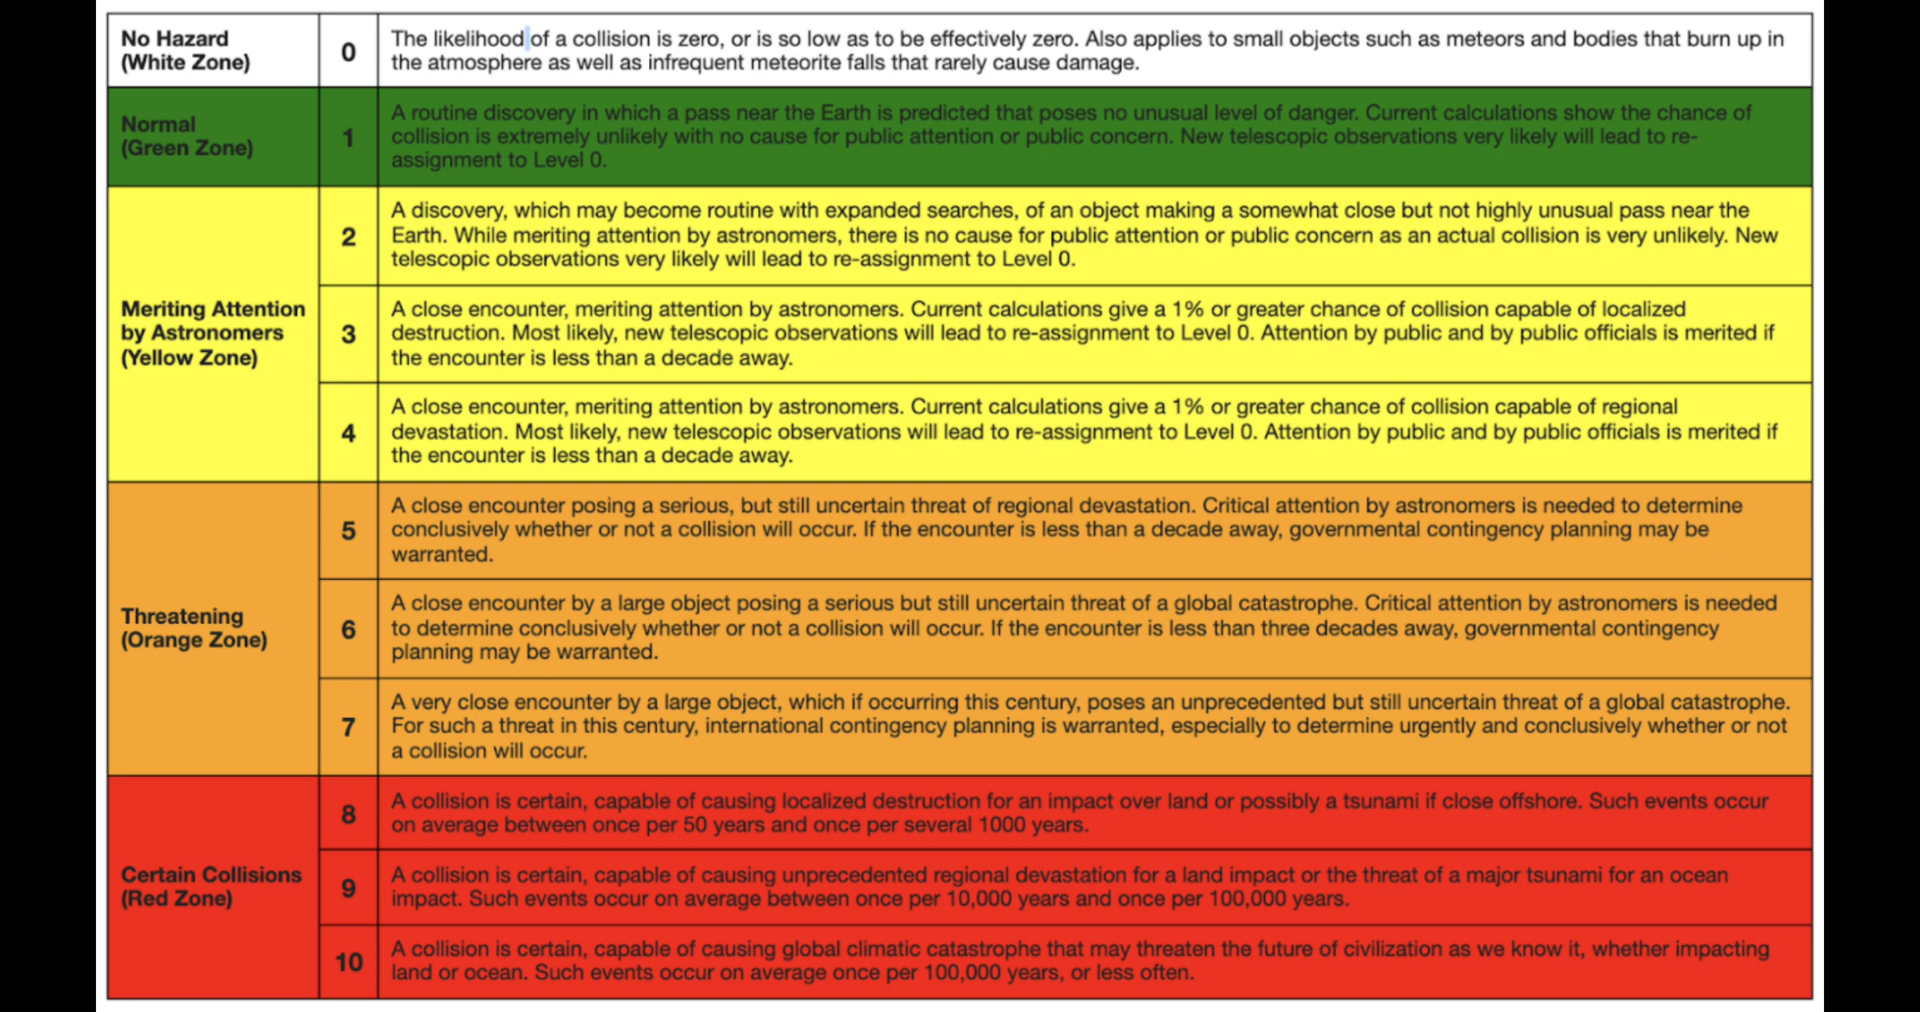 No Hazard
(White Zone)
0
The likelihood of a collision is zero, or is so low as to be effectively zero. Also applies to small objects such as meteors and bodies that burn up in
the atmosphere as well as infrequent meteorite falls that rarely cause damage.
Normal
(Green Zone)
1
A routine discovery in which a pass near the Earth is predicted that poses no unusual level of danger. Current calculations show the chance of
collision is extremely unlikely with no cause for public attention or public concern. New telescopic observations very likely will lead to re-
assignment to Level 0.
Meriting Attention
by Astronomers
(Yellow Zone)
2
A discovery, which may become routine with expanded searches, of an object making a somewhat close but not highly unusual pass near the
Earth. While meriting attention by astronomers, there is no cause for public attention or public concern as an actual collision is very unlikely. New
telescopic observations very likely will lead to re-assignment to Level 0.
3
A close encounter, meriting attention by astronomers. Current calculations give a 1% or greater chance of collision capable of localized
destruction. Most likely, new telescopic observations will lead to re-assignment to Level 0. Attention by public and by public officials is merited if
the encounter is less than a decade away.
4
A close encounter, meriting attention by astronomers. Current calculations give a 1% or greater chance of collision capable of regional
devastation. Most likely, new telescopic observations will lead to re-assignment to Level 0. Attention by public and by public officials is merited if
the encounter is less than a decade away.
Threatening
(Orange Zone)
5
A close encounter posing a serious, but still uncertain threat of regional devastation. Critical attention by astronomers is needed to determine
conclusively whether or not a collision will occur. If the encounter is less than a decade away, governmental contingency planning may be
warranted.
6
A close encounter by a large object posing a serious but still uncertain threat of a global catastrophe. Critical attention by astronomers is needed
to determine conclusively whether or not a collision will occur. If the encounter is less than three decades away, governmental contingency
planning may be warranted.
7
A very close encounter by a large object, which if occurring this century, poses an unprecedented but still uncertain threat of a global catastrophe.
For such a threat in this century, international contingency planning is warranted, especially to determine urgently and conclusively whether or not
a collision will occur.
Certain Collisions
(Red Zone)
8
A collision is certain, capable of causing localized destruction for an impact over land or possibly a tsunami if close offshore. Such events occur
on average between once per 50 years and once per several 1000 years.
9
A collision is certain, capable of causing unprecedented regional devastation for a land impact or the threat of a major tsunami for an ocean
impact. Such events occur on average between once per 10,000 years and once per 100,000 years.
10
A collision is certain, capable of causing global climatic catastrophe that may threaten the future of civilization as we know it, whether impacting
land or ocean. Such events occur on average once per 100,000 years, or less often.